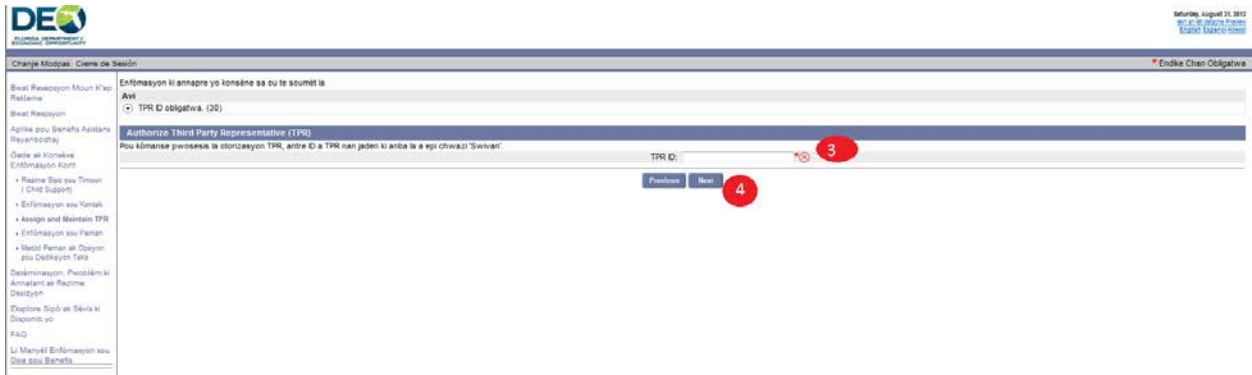 DEO
FLORIDA DEPARTMENT of
ECONOMIC OPPORTUNITY
Saturday, August 31, 2013
English Espanol Kreyol
Chanje Modpas Cierre de Sesión
* Endike Chan Obligatwa
Bwat Resepsyon Moun K'ap
Reklame
Bwat Resepsyon
Aplike pou Benefis Asistans
Reyanbochaj
Gade ak Konsève
Enfòmasyon Kont
Rezime Sipò pou Timoun
( Child Support)
Enfòmasyon sou Kontak
Assign and Maintain TPR
Enfòmasyon sou Peman
Metòd Peman ak Opsyon
pou Dediksyon Taks
Detèminasyon, Pwoblèm ki
Annatant ak Rezime
Desizyon
Eksplore Sipò ak Sèvis ki
Disponib yo
FAQ
Li Manyèl Enfòmasyon sou
Dwa pou Benefis
Enfòmasyon ki annapre yo konsène sa ou te soumèt la
Avi
TPR ID obligatwa. (30)
Authorize Third Party Representative (TPR)
Pou kòmanse pwosesis la otorizasyon TPR, antre ID a TPR nan jaden ki anba la a epi chwazi 'Swivan'.
TPR ID: * 3
Previous Next 4